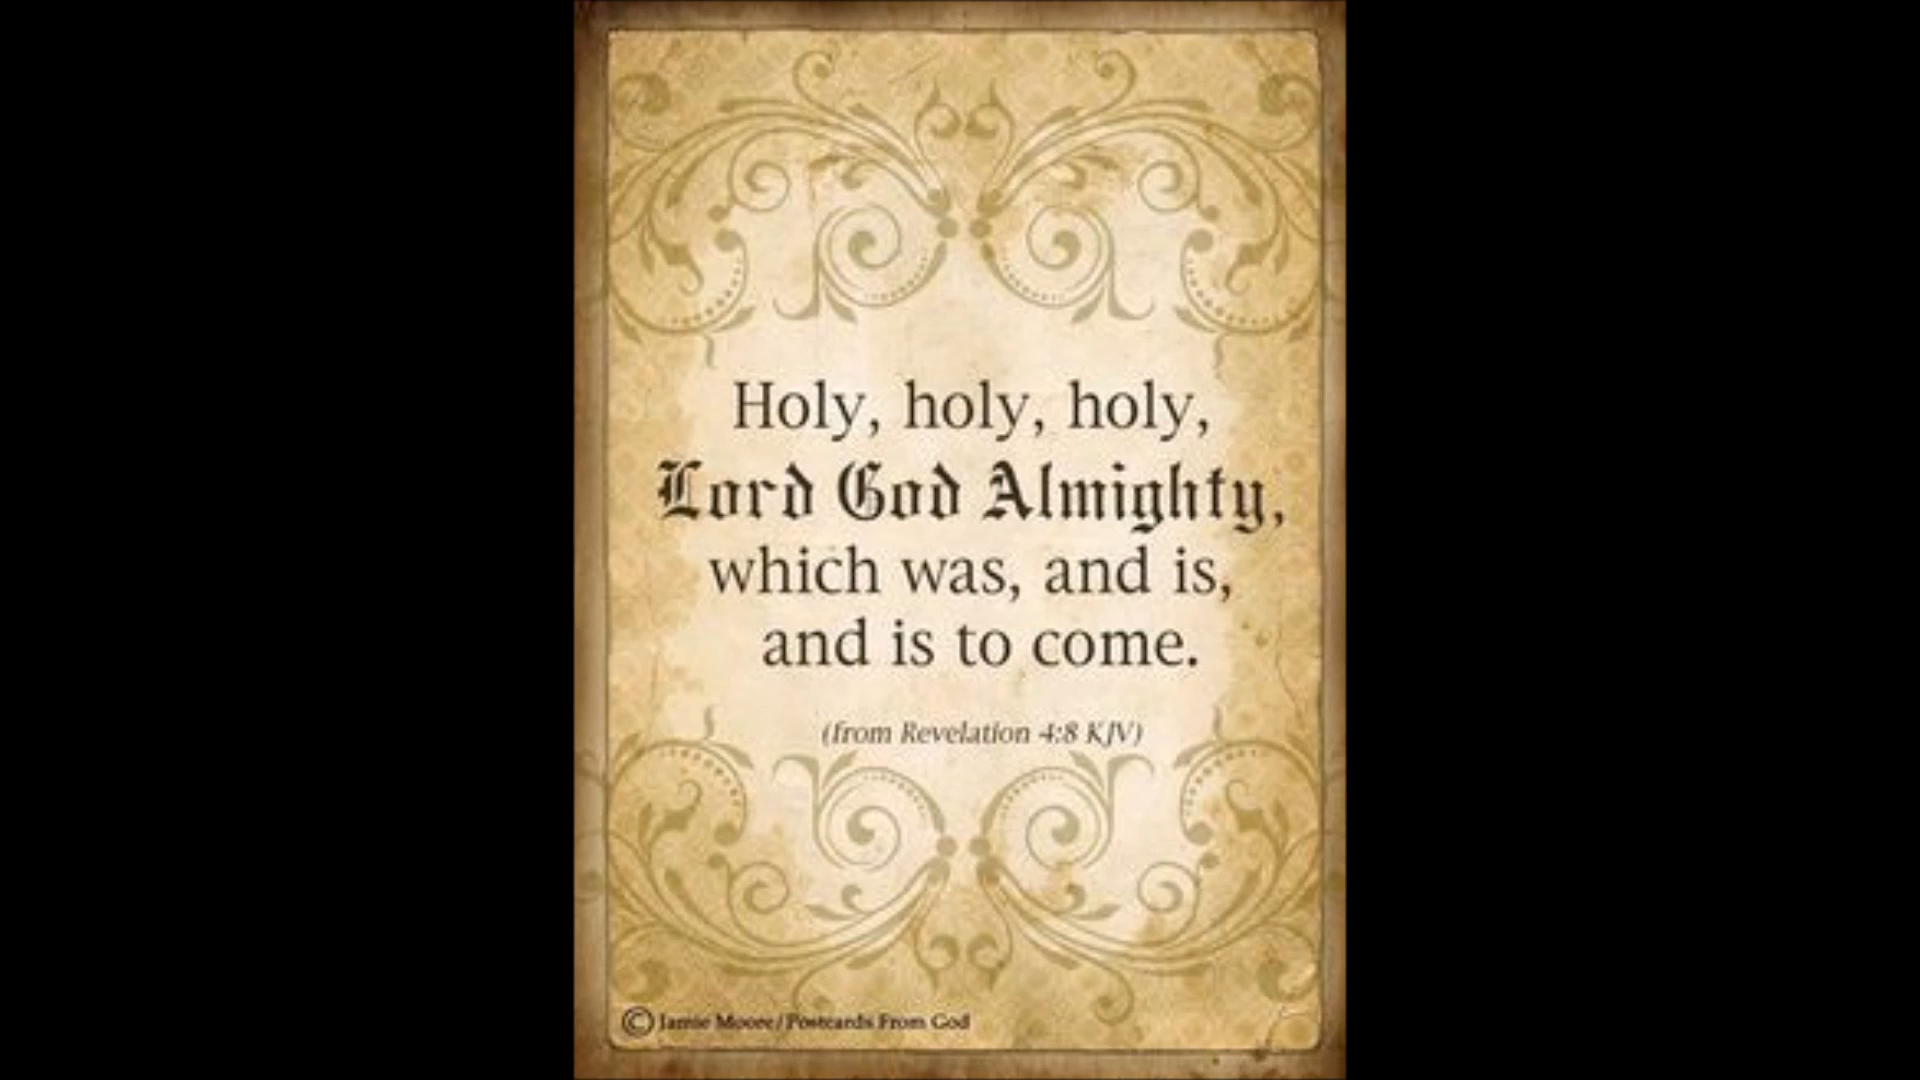 Holy, holy, holy,
Lord God Almighty,
which was, and is,
and is to come.
(from Revelation 4:8 KJV)
© Jamie Moore/Postcards From God